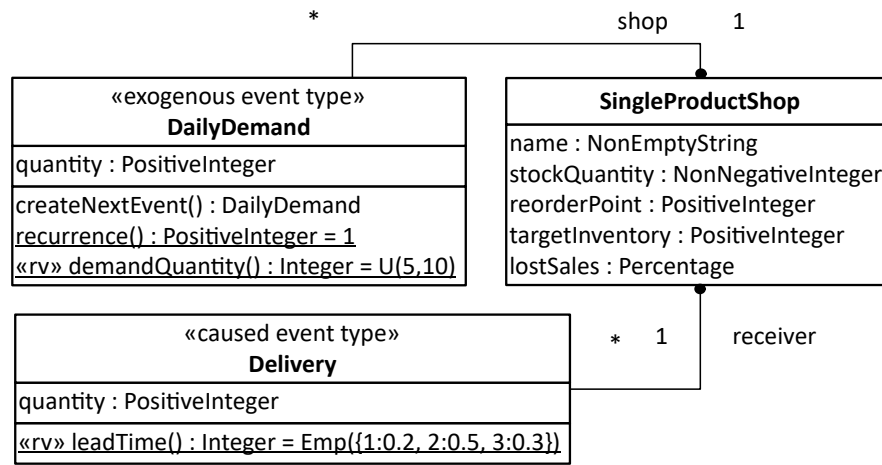 * shop 1
«exogenous event type»
DailyDemand
quantity : PositiveInteger
createNextEvent() : DailyDemand
recurrence() : PositiveInteger = 1
«rv» demandQuantity() : Integer = U(5,10)
SingleProductShop
name : NonEmptyString
stockQuantity : NonNegativeInteger
reorderPoint : PositiveInteger
targetInventory : PositiveInteger
lostSales : Percentage
* 1 receiver
«caused event type»
Delivery
quantity : PositiveInteger
«rv» leadTime() : Integer = Emp({1:0.2, 2:0.5, 3:0.3})